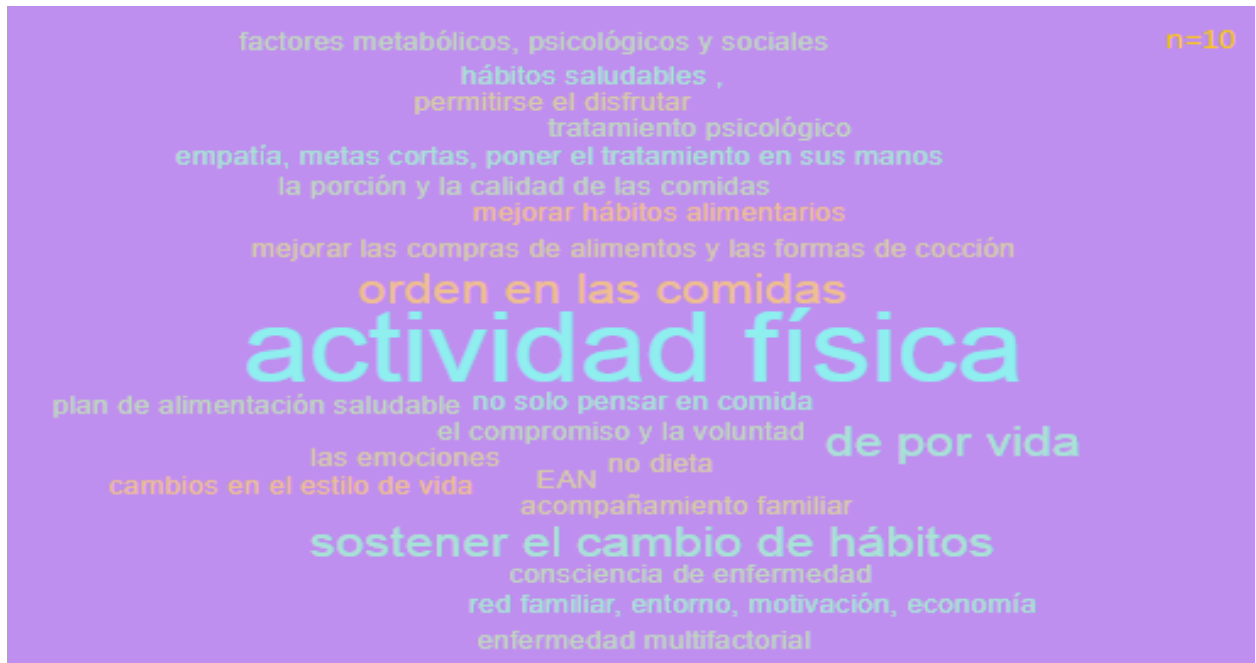 factores metabólicos, psicológicos y sociales
n=10
hábitos saludables ,
permitirse el disfrutar
tratamiento psicológico
empatía, metas cortas, poner el tratamiento en sus manos
la porción y la calidad de las comidas
mejorar hábitos alimentarios
mejorar las compras de alimentos y las formas de cocción
orden en las comidas
actividad física
plan de alimentación saludable
no solo pensar en comida
el compromiso y la voluntad
de por vida
las emociones
no dieta
EAN
cambios en el estilo de vida
acompañamiento familiar
sostener el cambio de hábitos
consciencia de enfermedad
red familiar, entorno, motivación, economía
enfermedad multifactorial